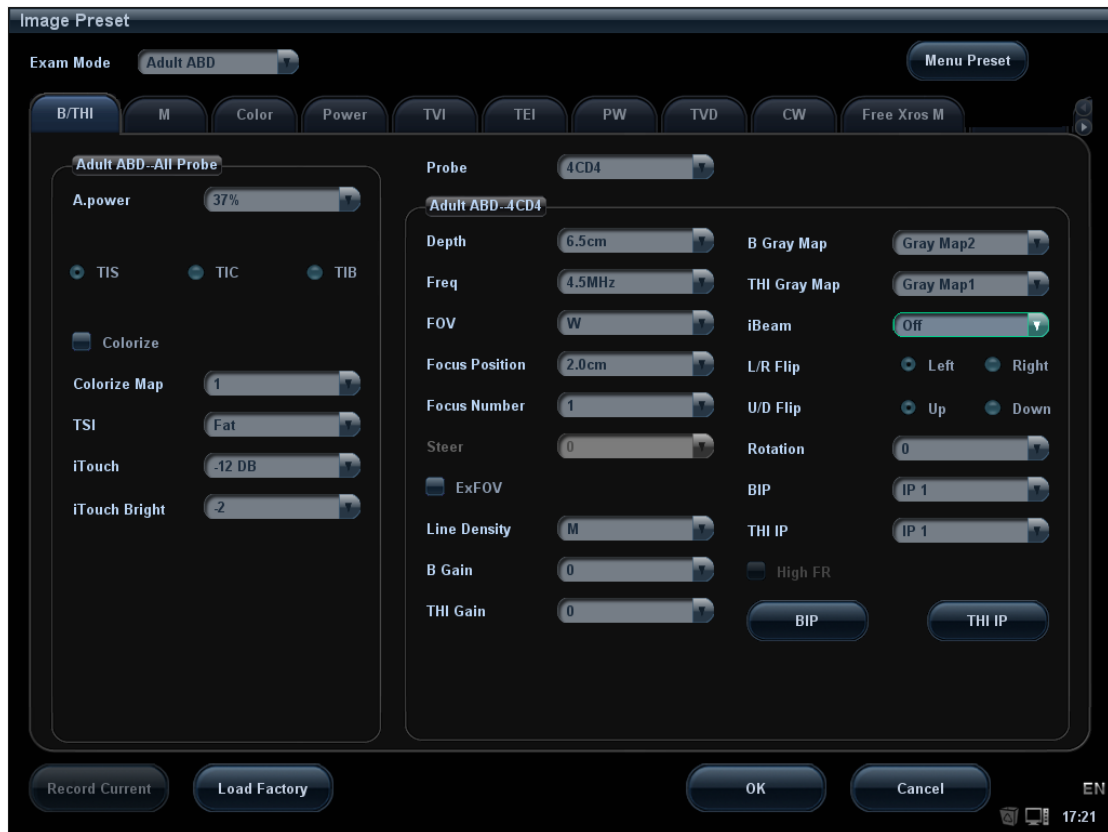 Image Preset
Exam Mode Adult ABD Menu Preset
B/THI M Color Power TVI TEI PW TVD CW Free Xros M
Adult ABD--All Probe
A.power 37%
TIS TIC TIB
Colorize
Colorize Map 1
TSI Fat
iTouch -12 DB
iTouch Bright -2
Probe 4CD4
Adult ABD--4CD4
Depth 6.5cm
Freq 4.5MHz
FOV W
Focus Position 2.0cm
Focus Number 1
Steer 0
ExFOV
Line Density M
B Gain 0
THI Gain 0
B Gray Map Gray Map2
THI Gray Map Gray Map1
iBeam Off
L/R Flip Left Right
U/D Flip Up Down
Rotation 0
BIP IP 1
THI IP IP 1
High FR
BIP THI IP
Record Current Load Factory OK Cancel EN
17:21